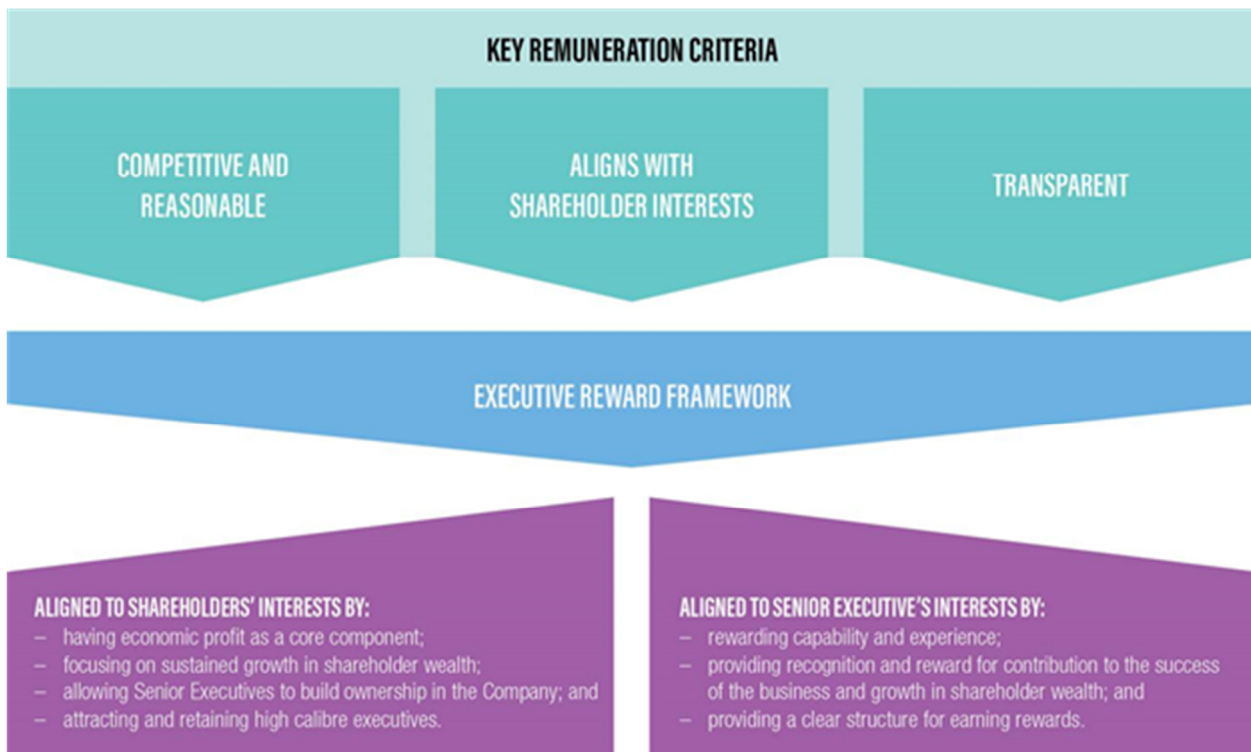 KEY REMUNERATION CRITERIA
COMPETITIVE AND
REASONABLE
ALIGNS WITH
SHAREHOLDER INTERESTS
TRANSPARENT
EXECUTIVE REWARD FRAMEWORK
ALIGNED TO SHAREHOLDERS' INTERESTS BY:
– having economic profit as a core component;
– focusing on sustained growth in shareholder wealth;
– allowing Senior Executives to build ownership in the Company; and
– attracting and retaining high calibre executives.
ALIGNED TO SENIOR EXECUTIVE'S INTERESTS BY:
– rewarding capability and experience;
– providing recognition and reward for contribution to the success
of the business and growth in shareholder wealth; and
– providing a clear structure for earning rewards.